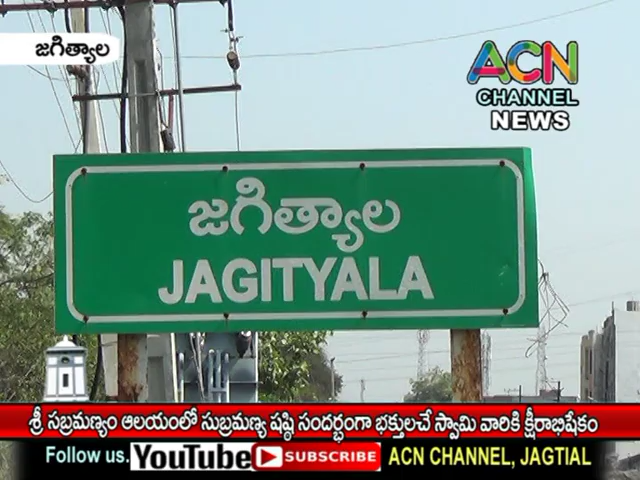 జగిత్యాల
ACN
CHANNEL
NEWS
జగిత్యాల
JAGITYALA
శ్రీ సబ్రమణ్యం ఆలయంలో సుబ్రమణ్య షష్ఠి సందర్భంగా భక్తులచే స్వామి వారికి క్షీరాభిషేకం
Follow us. YouTube SUBSCRIBE ACN CHANNEL, JAGTIAL